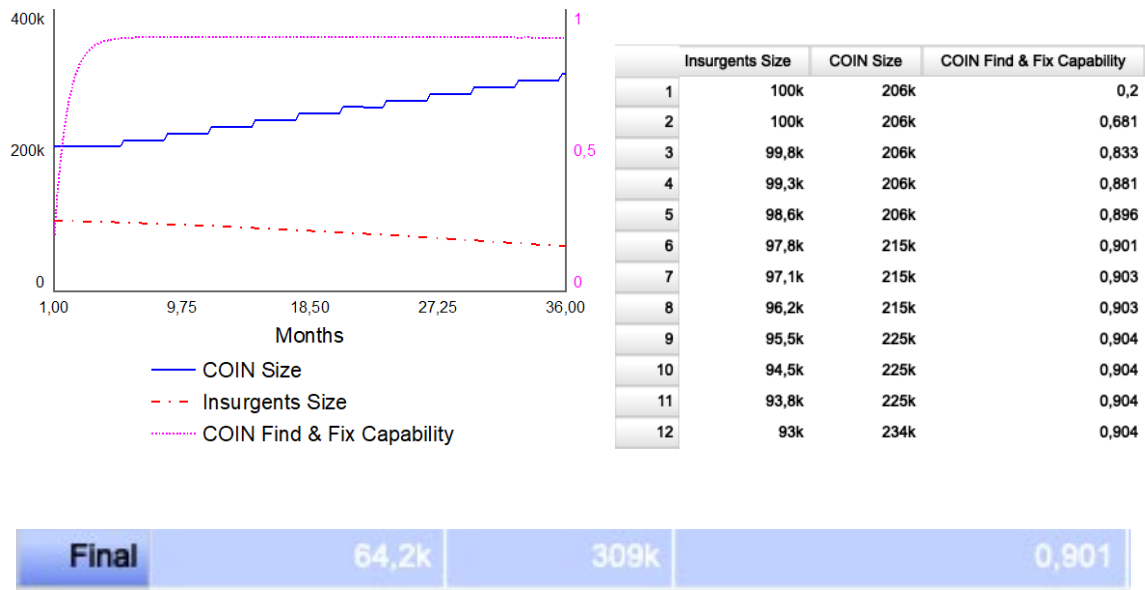 400k
1
200k
0,5
0
0
1,00 9,75 18,50 27,25 36,00
Months
COIN Size
Insurgents Size
COIN Find & Fix Capability
Insurgents Size COIN Size COIN Find & Fix Capability
1 100k 206k 0,2
2 100k 206k 0,681
3 99,8k 206k 0,833
4 99,3k 206k 0,881
5 98,6k 206k 0,896
6 97,8k 215k 0,901
7 97,1k 215k 0,903
8 96,2k 215k 0,903
9 95,5k 225k 0,904
10 94,5k 225k 0,904
11 93,8k 225k 0,904
12 93k 234k 0,904
Final 64,2k 309k 0,901